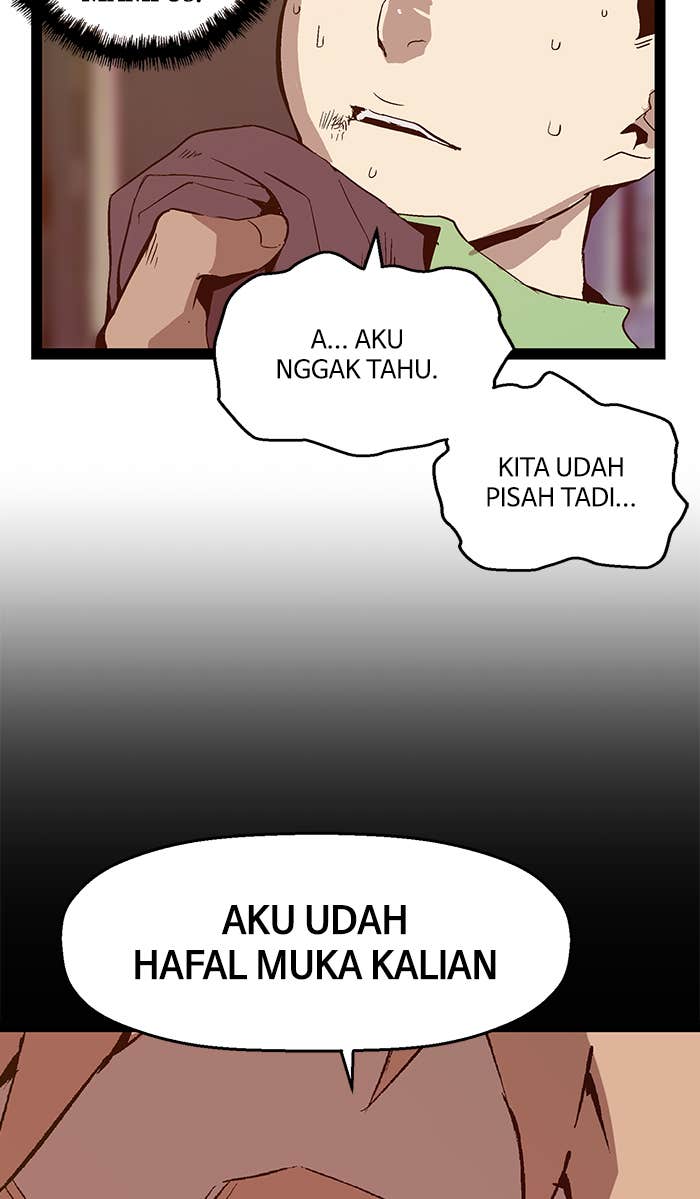 A... AKU
NGGAK TAHU.
KITA UDAH
PISAH TADI...
AKU UDAH
HAFAL MUKA KALIAN